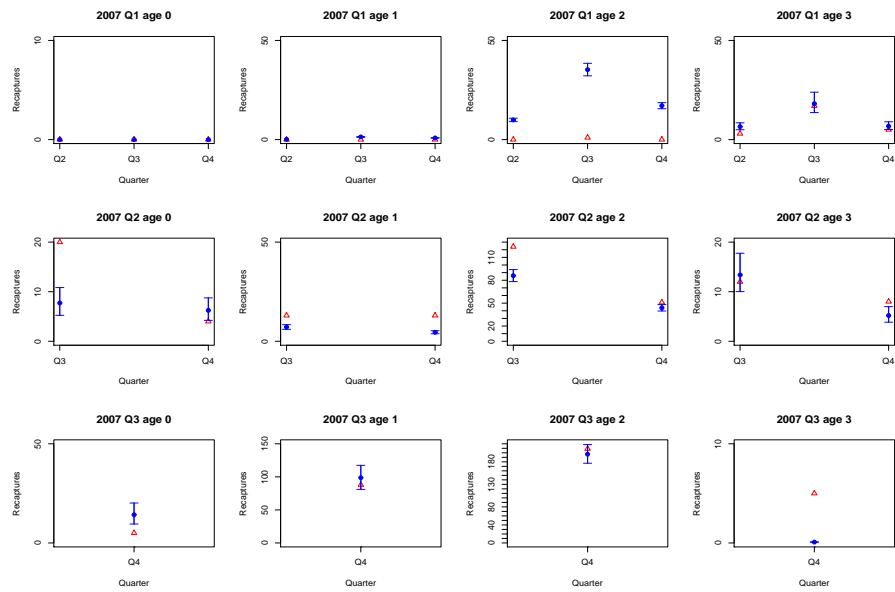 2007 Q1 age 0
2007 Q1 age 1
2007 Q1 age 2
2007 Q1 age 3
Recaptures
0
10
Q2
Q3
Q4
Quarter
Recaptures
0
50
Q2
Q3
Q4
Quarter
Recaptures
0
50
Q2
Q3
Q4
Quarter
Recaptures
0
50
Q2
Q3
Q4
Quarter
2007 Q2 age 0
2007 Q2 age 1
2007 Q2 age 2
2007 Q2 age 3
Recaptures
0
10
20
Q3
Q4
Quarter
Recaptures
0
50
Q3
Q4
Quarter
Recaptures
0
20
50
80
110
Q3
Q4
Quarter
Recaptures
0
10
20
Q3
Q4
Quarter
2007 Q3 age 0
2007 Q3 age 1
2007 Q3 age 2
2007 Q3 age 3
Recaptures
0
50
Q4
Quarter
Recaptures
0
50
100
150
Q4
Quarter
Recaptures
0
40
80
130
180
Q4
Quarter
Recaptures
0
10
Q4
Quarter